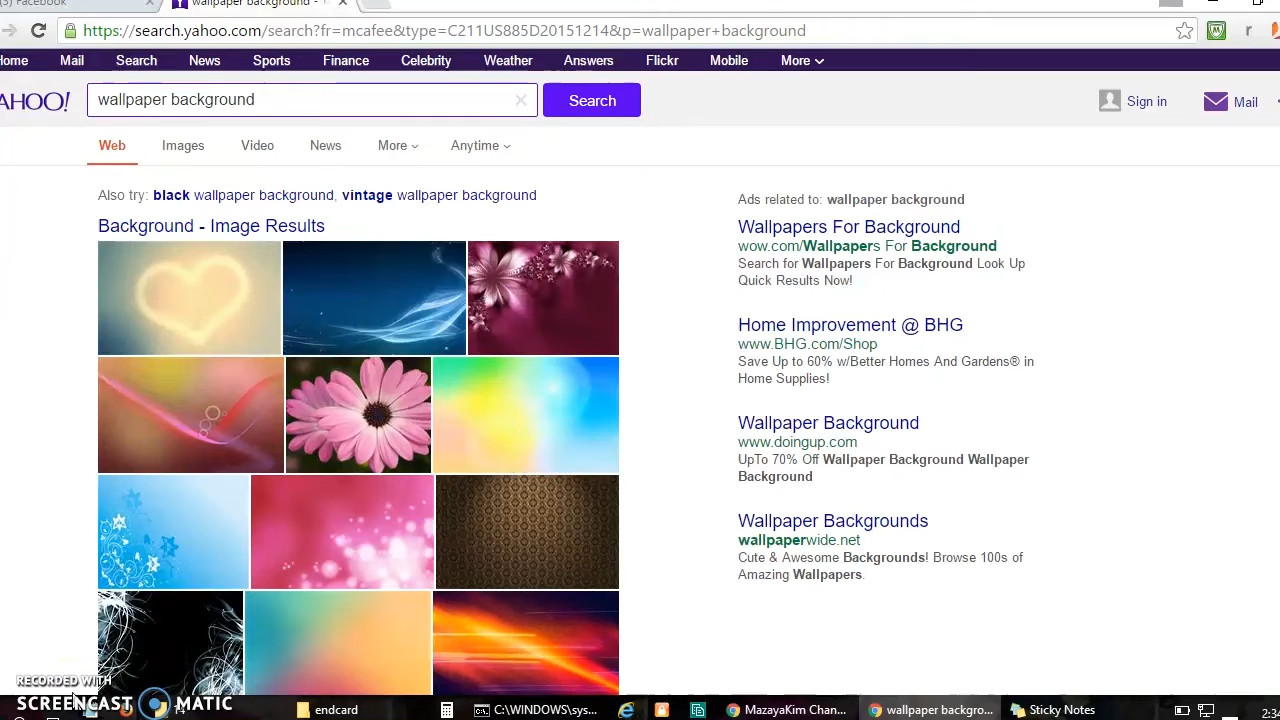 Facebook
wallpaper background -
https://search.yahoo.com/search?fr=mcafee&type=C211US885D20151214&p=wallpaper+background
Home Mail Search News Sports Finance Celebrity Weather Answers Flickr Mobile More
AHOO! wallpaper background Search Sign in Mail
Web Images Video News More Anytime
Also try: black wallpaper background, vintage wallpaper background
Background - Image Results
Ads related to: wallpaper background
Wallpapers For Background
wow.com/Wallpapers For Background
Search for Wallpapers For Background Look Up
Quick Results Now!
Home Improvement @ BHG
www.BHG.com/Shop
Save Up to 60% w/Better Homes And Gardens® in
Home Supplies!
Wallpaper Background
www.doingup.com
UpTo 70% Off Wallpaper Background Wallpaper
Background
Wallpaper Backgrounds
wallpaperwide.net
Cute & Awesome Backgrounds! Browse 100s of
Amazing Wallpapers.
RECORDED WITH
SCREENCAST MATIC
endcard C:\WINDOWS\sys... MazayaKim Chan... wallpaper backgro... Sticky Notes